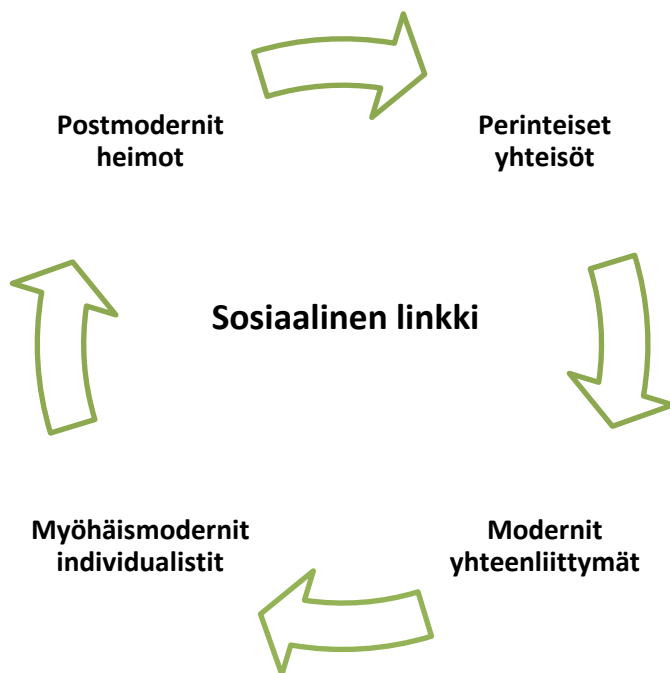 Postmodernit
heimot
Perinteiset
yhteisöt
Sosiaalinen linkki
Myöhäismodernit
individualistit
Modernit
yhteenliittymät